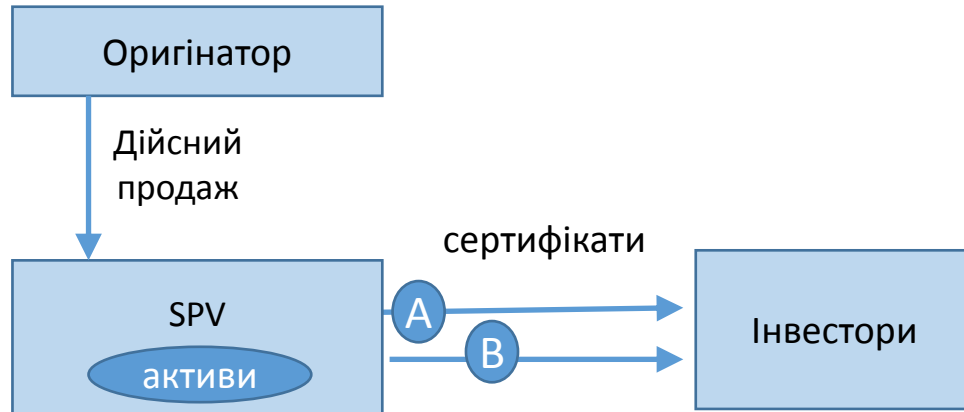 Оригінатор
Дійсний
продаж
сертифікати
SPV
A
B
активи
Інвестори